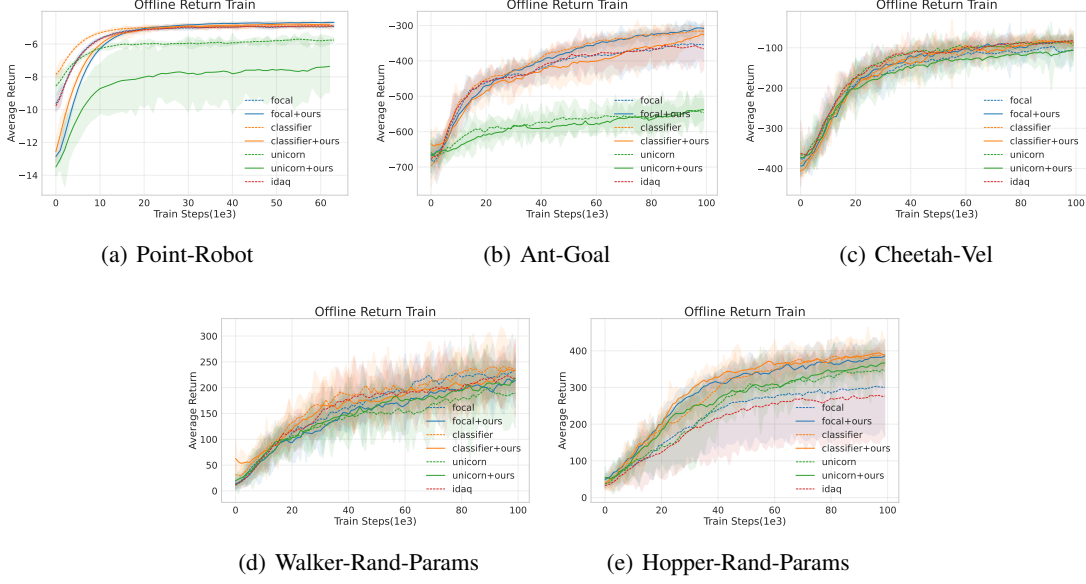 Offline Return Train
Average Return
−6
−8
−10
−12
−14
focal
focal+ours
classifier
classifier+ours
unicorn
unicorn+ours
idaq
0 10 20 30 40 50 60
Train Steps(1e3)
(a) Point-Robot
Offline Return Train
Average Return
−300
−400
−500
−600
−700
focal
focal+ours
classifier
classifier+ours
unicorn
unicorn+ours
idaq
0 20 40 60 80 100
Train Steps(1e3)
(b) Ant-Goal
Offline Return Train
Average Return
−100
−200
−300
−400
focal
focal+ours
classifier
classifier+ours
unicorn
unicorn+ours
idaq
0 20 40 60 80 100
Train Steps(1e3)
(c) Cheetah-Vel
Offline Return Train
Average Return
300
250
200
150
100
50
0
focal
focal+ours
classifier
classifier+ours
unicorn
unicorn+ours
idaq
0 20 40 60 80 100
Train Steps(1e3)
(d) Walker-Rand-Params
Offline Return Train
Average Return
400
300
200
100
0
focal
focal+ours
classifier
classifier+ours
unicorn
unicorn+ours
idaq
0 20 40 60 80 100
Train Steps(1e3)
(e) Hopper-Rand-Params